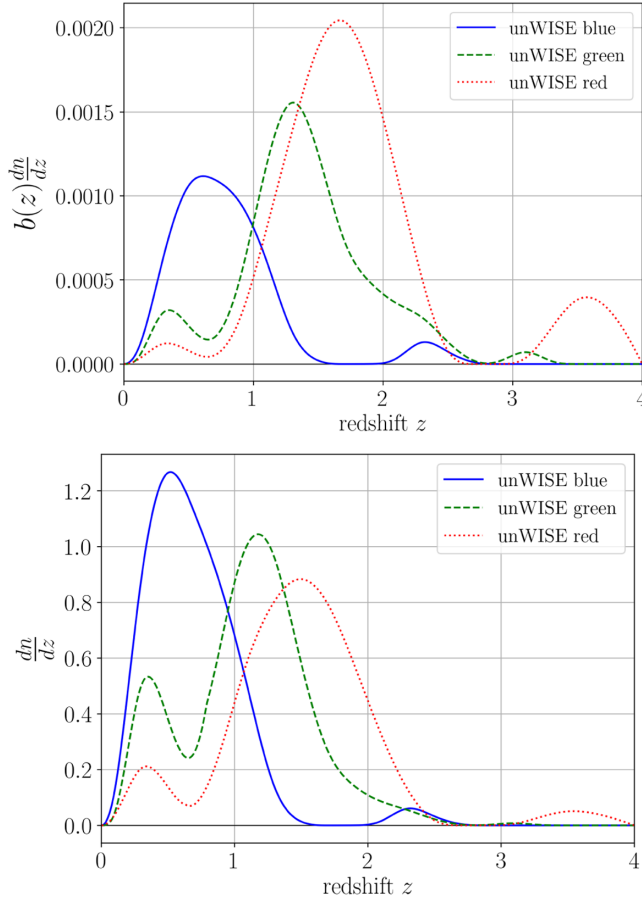 0.0020
0.0015
0.0010
0.0005
0.0000
b(z) dn/dz
unWISE blue
unWISE green
unWISE red
0 1 2 3 4
redshift z
1.2
1.0
0.8
0.6
0.4
0.2
0.0
dn/dz
unWISE blue
unWISE green
unWISE red
0 1 2 3 4
redshift z